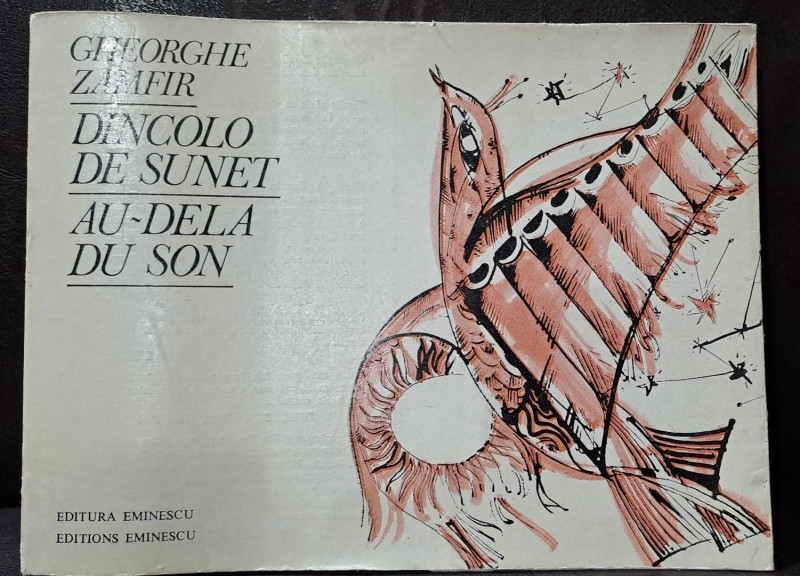 GHEORGHE
ZAMFIR
DINCOLO
DE SUNET
AU-DELA
DU SON
EDITURA EMINESCU
EDITIONS EMINESCU